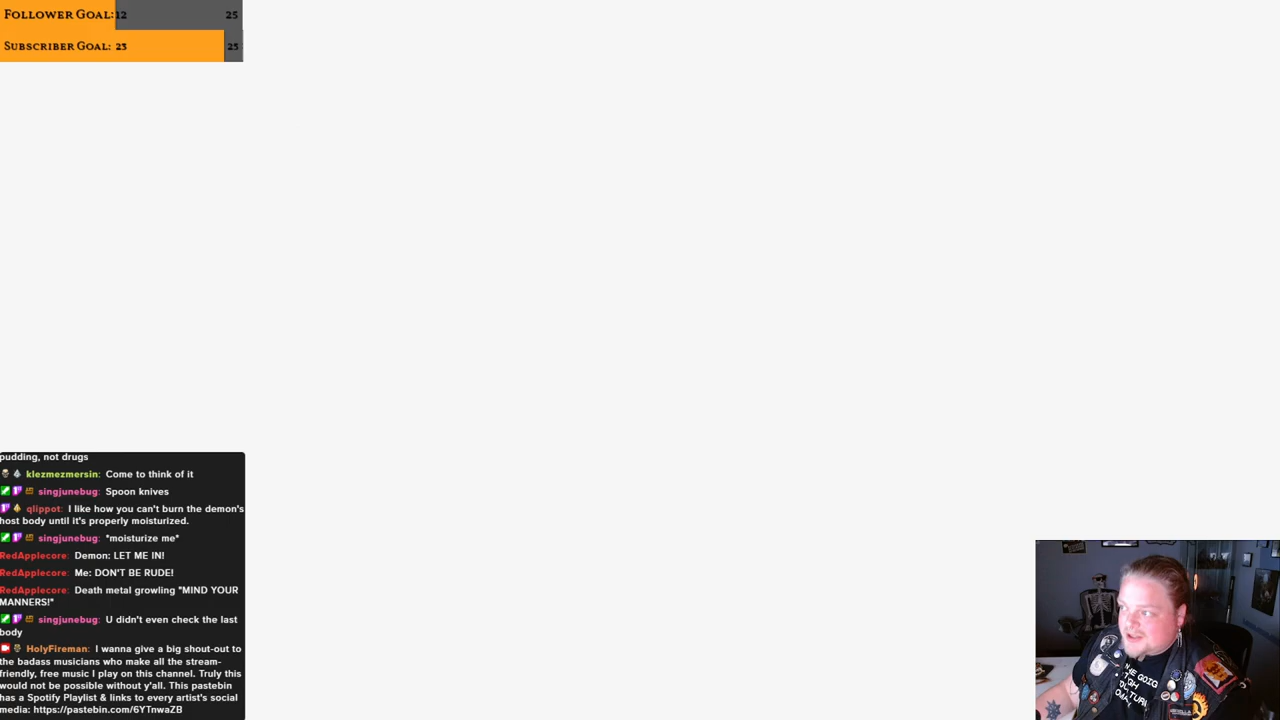 FOLLOWER GOAL: 12 25
SUBSCRIBER GOAL: 23 25
pudding, not drugs
klezmezmersin: Come to think of it
singjunebug: Spoon knives
qlippot: I like how you can't burn the demon's
host body until it's properly moisturized.
singjunebug: *moisturize me*
RedApplecore: Demon: LET ME IN!
RedApplecore: Me: DON'T BE RUDE!
RedApplecore: Death metal growling "MIND YOUR
MANNERS!"
singjunebug: U didn't even check the last
body
HolyFireman: I wanna give a big shout-out to
the badass musicians who make all the stream-
friendly, free music I play on this channel. Truly this
would not be possible without y'all. This pastebin
has a Spotify Playlist & links to every artist's social
media: https://pastebin.com/6YTnwaZB